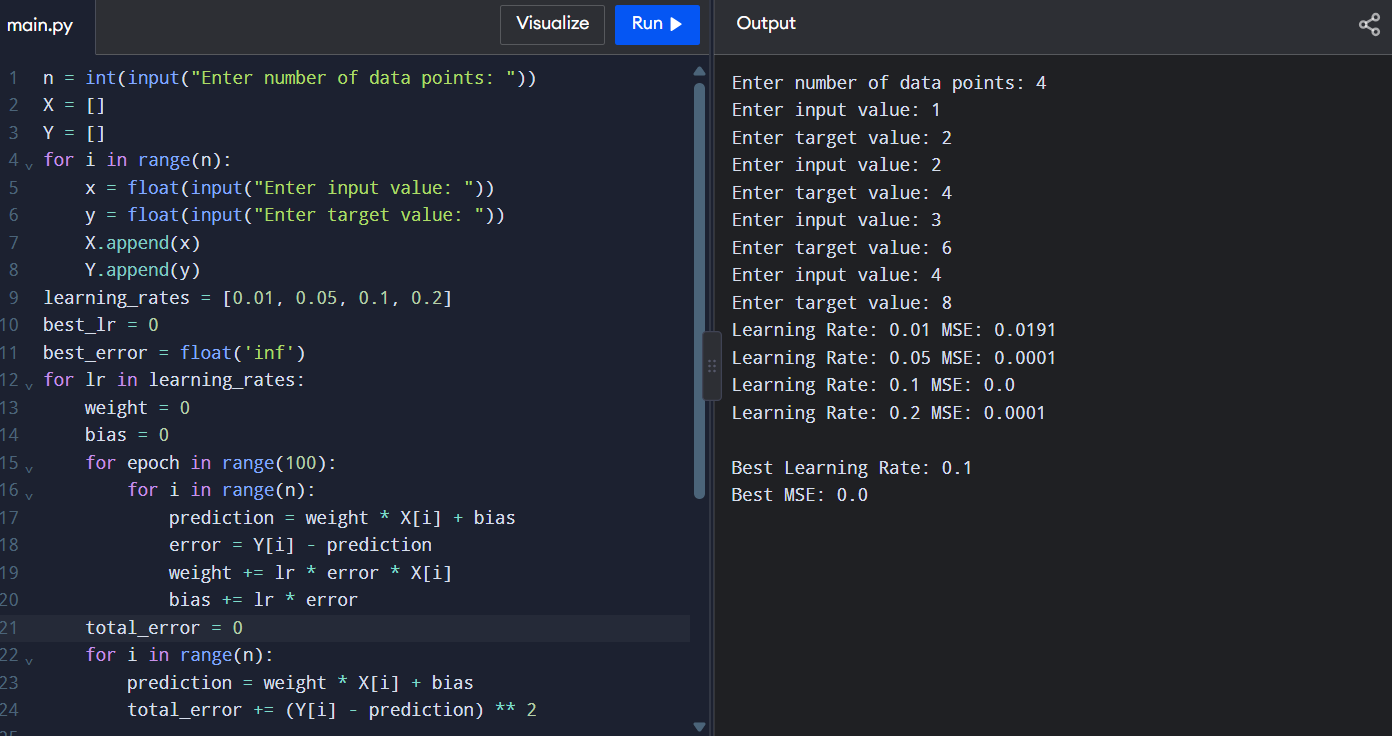 main.py
Visualize
Run
1 n = int(input("Enter number of data points: "))
2 X = []
3 Y = []
4 for i in range(n):
5     x = float(input("Enter input value: "))
6     y = float(input("Enter target value: "))
7     X.append(x)
8     Y.append(y)
9 learning_rates = [0.01, 0.05, 0.1, 0.2]
10 best_lr = 0
11 best_error = float('inf')
12 for lr in learning_rates:
13     weight = 0
14     bias = 0
15     for epoch in range(100):
16         for i in range(n):
17             prediction = weight * X[i] + bias
18             error = Y[i] - prediction
19             weight += lr * error * X[i]
20             bias += lr * error
21     total_error = 0
22     for i in range(n):
23         prediction = weight * X[i] + bias
24         total_error += (Y[i] - prediction) ** 2
Output
Enter number of data points: 4
Enter input value: 1
Enter target value: 2
Enter input value: 2
Enter target value: 4
Enter input value: 3
Enter target value: 6
Enter input value: 4
Enter target value: 8
Learning Rate: 0.01 MSE: 0.0191
Learning Rate: 0.05 MSE: 0.0001
Learning Rate: 0.1 MSE: 0.0
Learning Rate: 0.2 MSE: 0.0001
Best Learning Rate: 0.1
Best MSE: 0.0